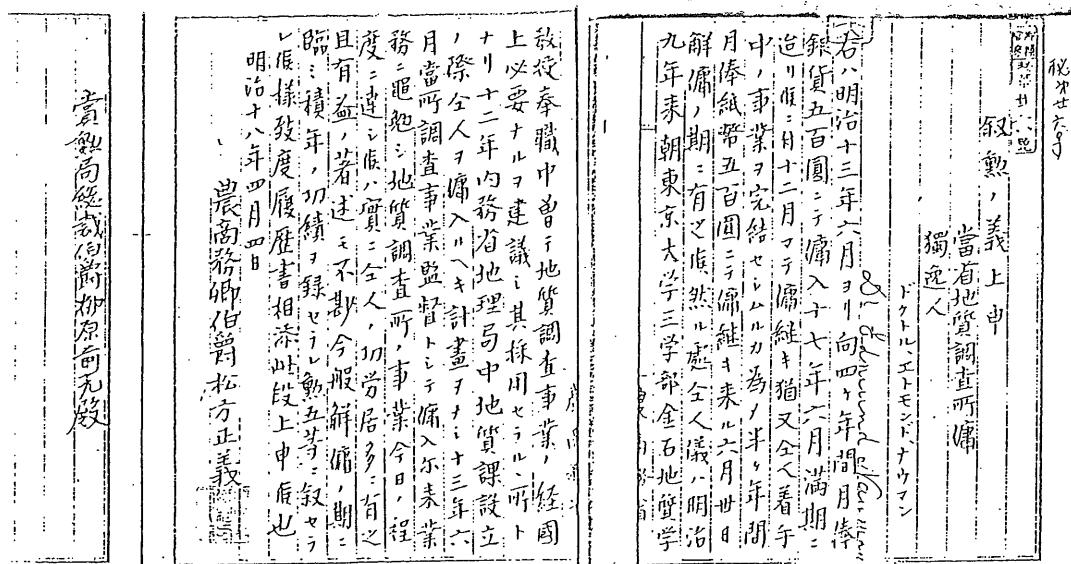 秘第廿六号
叙勲ノ義上申
當省地質調査所傭
獨逸人
ドクトル、エトモンド、ナウマン
Dr. Edmund Naumann
右ハ明治十三年六月ヨリ向四ヶ年間月俸
銀貨五百圓ニテ傭入十七年六月満期ニ
迨リ候ニ付十二月マテ傭継キ猶又仝人着手
中ノ事業ヲ完結セシムルカ為メ半ヶ年間
月俸紙幣五百圓ニテ傭継キ来ル六月卅日
解傭ノ期ニ有之候然ル處仝人儀ハ明治
九年来朝東京大学三学部金石地質学
教授奉職中曽テ地質調査事業ノ経國
上必要ナルヲ建議シ其採用セラルヽ所ト
ナリ十二年内務省地理局中地質課設立
ノ際仝人ヲ傭入ルヘキ計畫ヲナシ十三年六
月當所調査事業監督トシテ傭入尓来業
務ニ黽勉シ地質調査所ノ事業今日ノ程
度ニ達シ候ハ實ニ仝人ノ功労居多ニ有之
且有益ノ著述モ不尠今般解傭ノ期ニ
臨ミ積年ノ功績ヲ録セラレ勲五等ニ叙セラ
レ候様致度履歴書相添此段上申候也
明治十八年四月四日
農商務卿伯爵松方正義
賞勲局総裁伯爵柳原前光殿